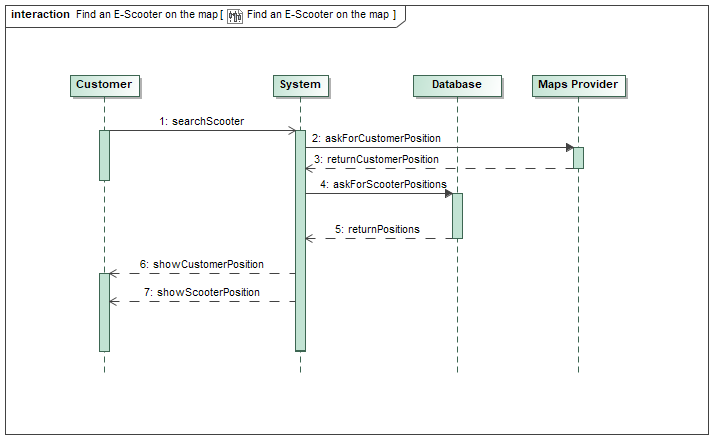 interaction Find an E-Scooter on the map [ Find an E-Scooter on the map ]
Customer System Database Maps Provider
1: searchScooter
2: askForCustomerPosition
3: returnCustomerPosition
4: askForScooterPositions
5: returnPositions
6: showCustomerPosition
7: showScooterPosition